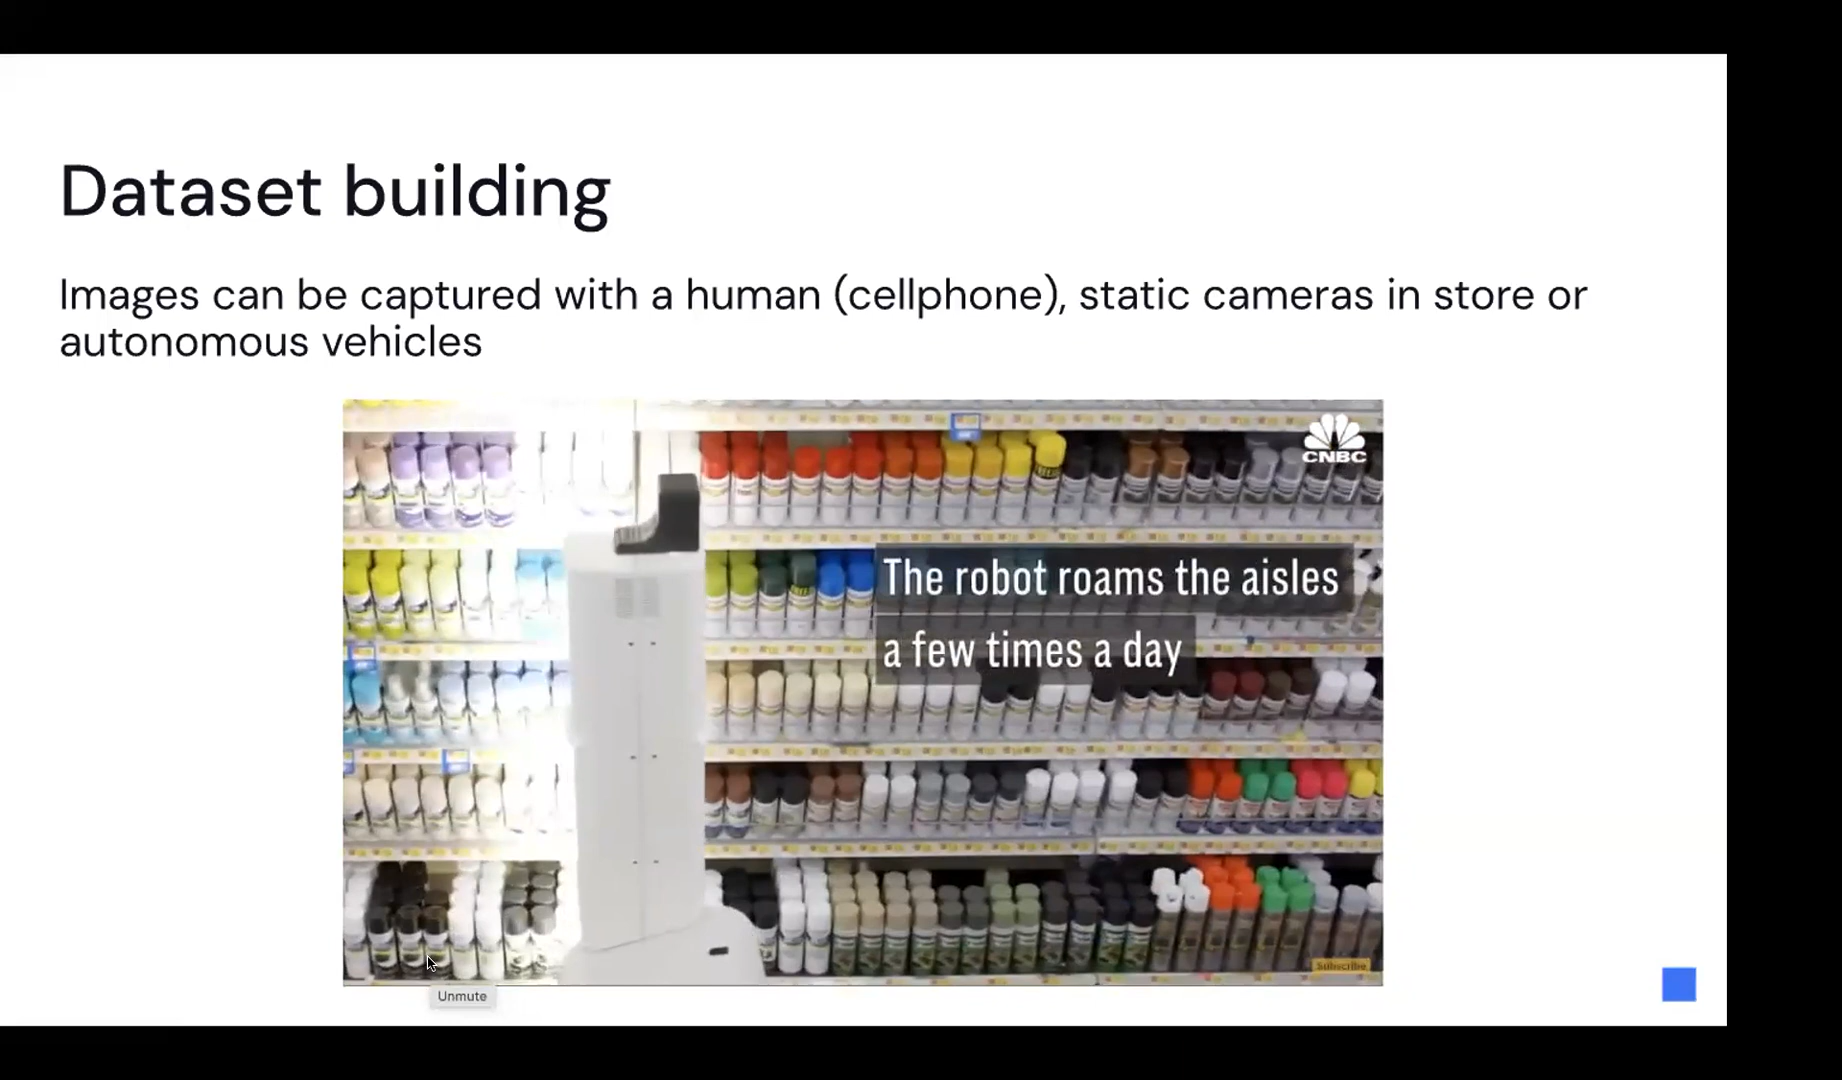 Dataset building
Images can be captured with a human (cellphone), static cameras in store or
autonomous vehicles
CNBC
The robot roams the aisles
a few times a day
Subscribe
Unmute